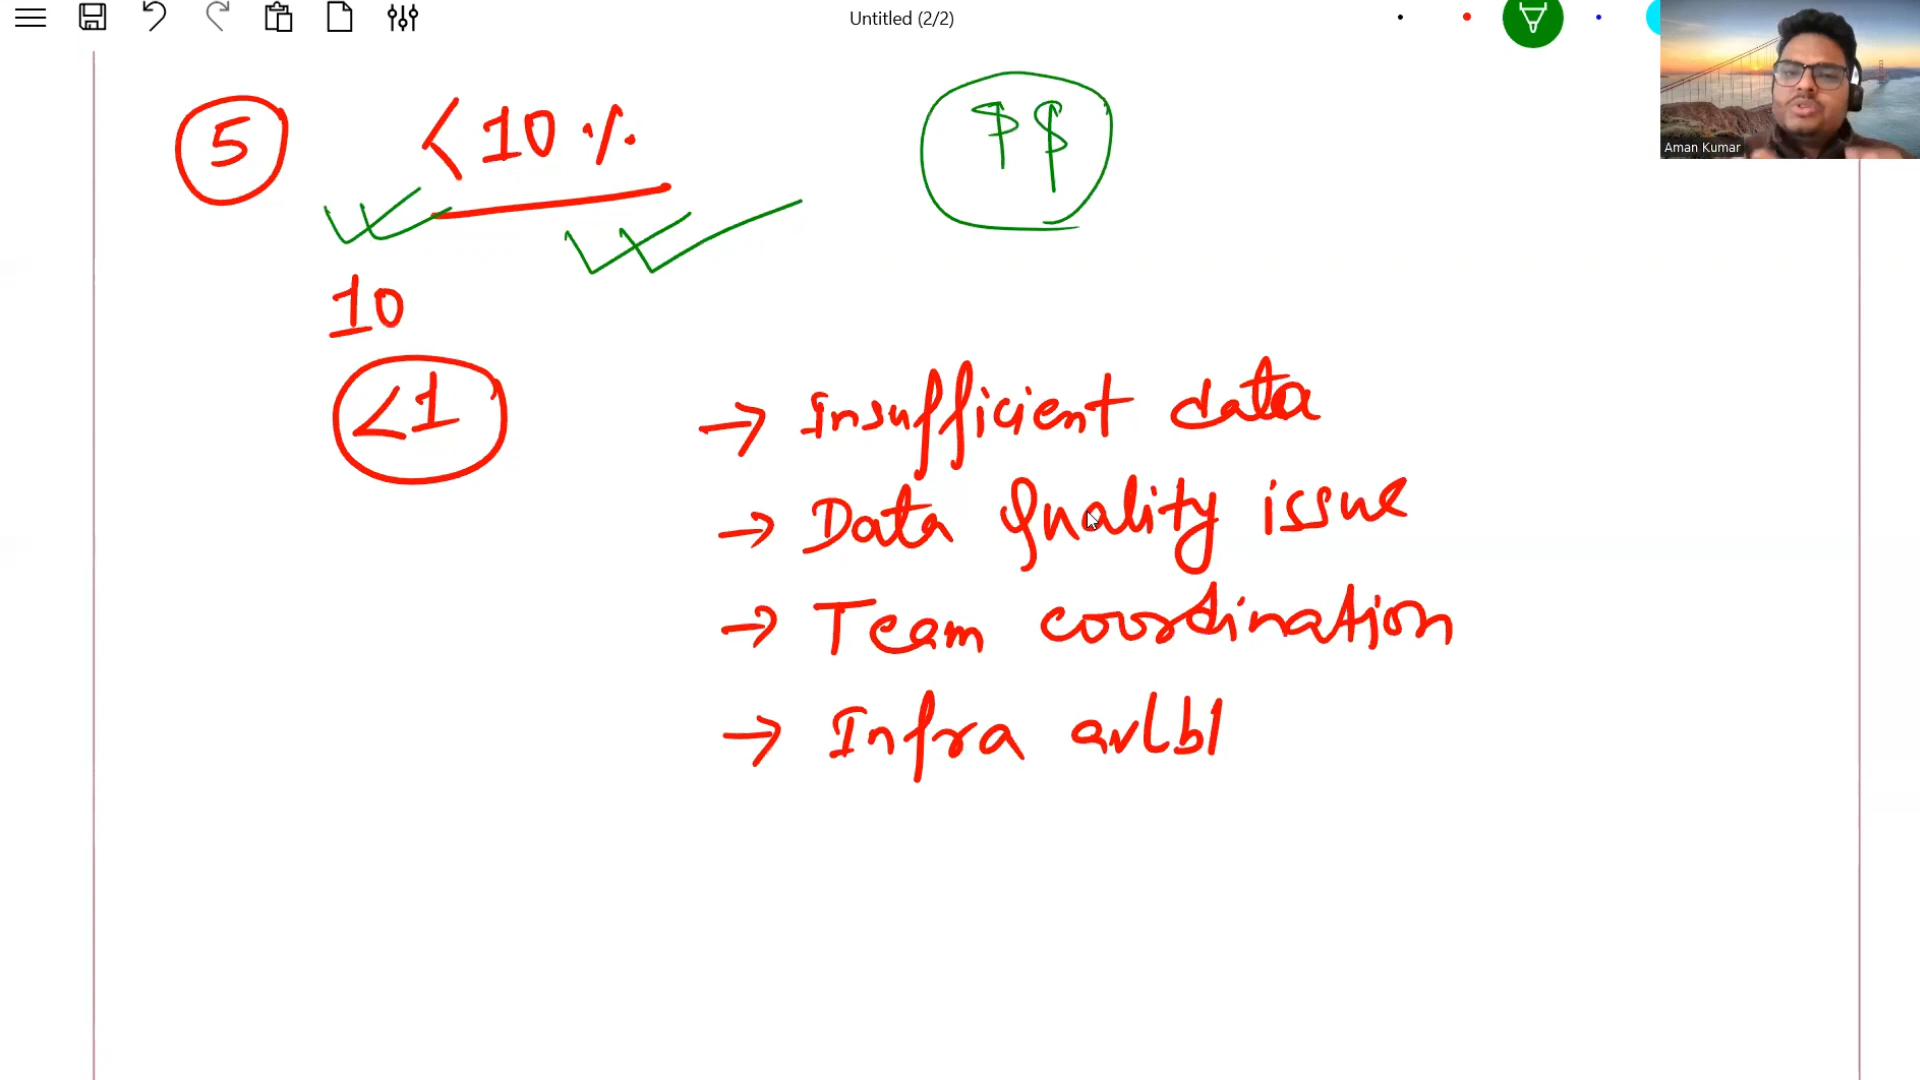 Untitled (2/2)
Aman Kumar
5 <10% $$
10
<1
→ Insufficient data
→ Data Quality issue
→ Team coordination
→ Infra avlbl